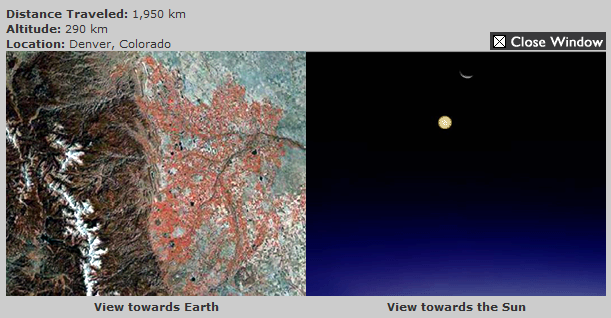 Distance Traveled: 1,950 km
Altitude: 290 km
Location: Denver, Colorado
Close Window
View towards Earth
View towards the Sun